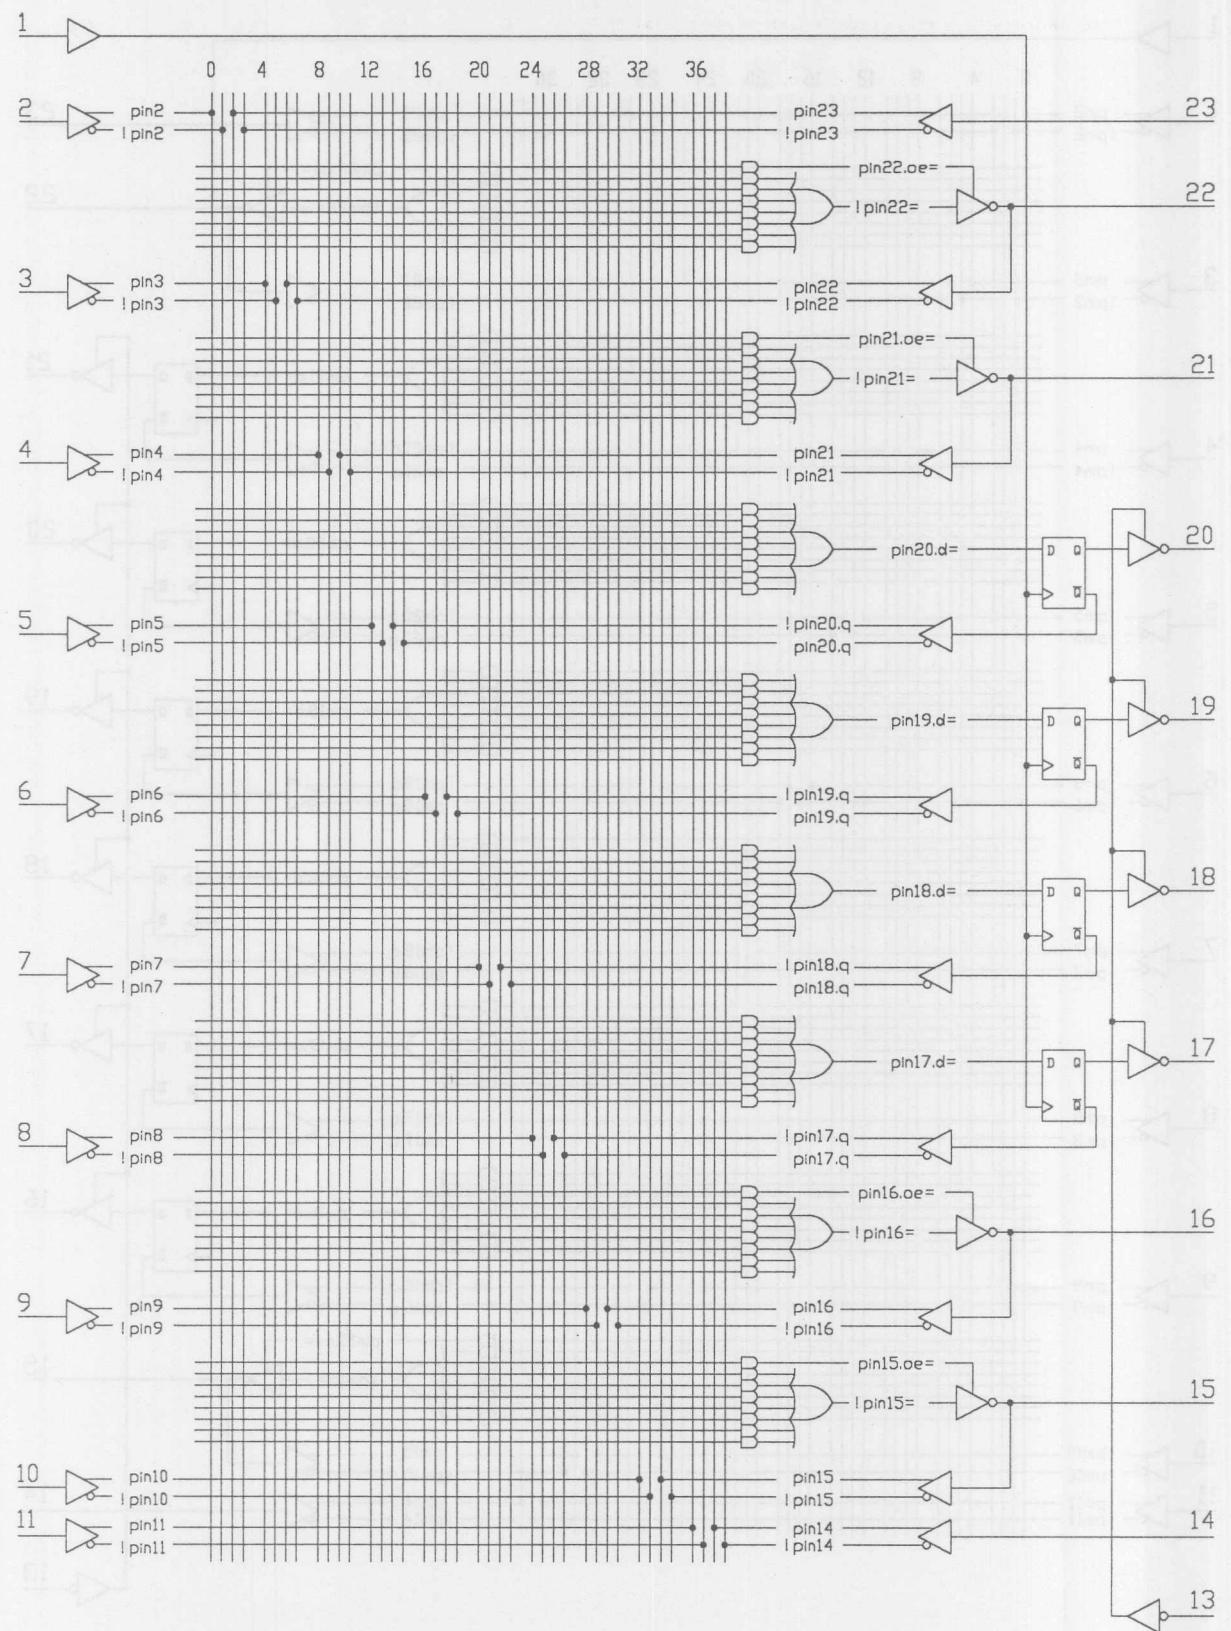 1
0 4 8 12 16 20 24 28 32 36
2 pin2 pin23 23
!pin2 !pin23
pin22.oe=
!pin22= 22
3 pin3 pin22
!pin3 !pin22
pin21.oe=
!pin21= 21
4 pin4 pin21
!pin4 !pin21
pin20.d= D Q 20
Q̅
5 pin5 !pin20.q
!pin5 pin20.q
pin19.d= D Q 19
Q̅
6 pin6 !pin19.q
!pin6 pin19.q
pin18.d= D Q 18
Q̅
7 pin7 !pin18.q
!pin7 pin18.q
pin17.d= D Q 17
Q̅
8 pin8 !pin17.q
!pin8 pin17.q
pin16.oe=
!pin16= 16
9 pin9 pin16
!pin9 !pin16
pin15.oe=
!pin15= 15
10 pin10 pin15
!pin10 !pin15
11 pin11 pin14 14
!pin11 !pin14
13